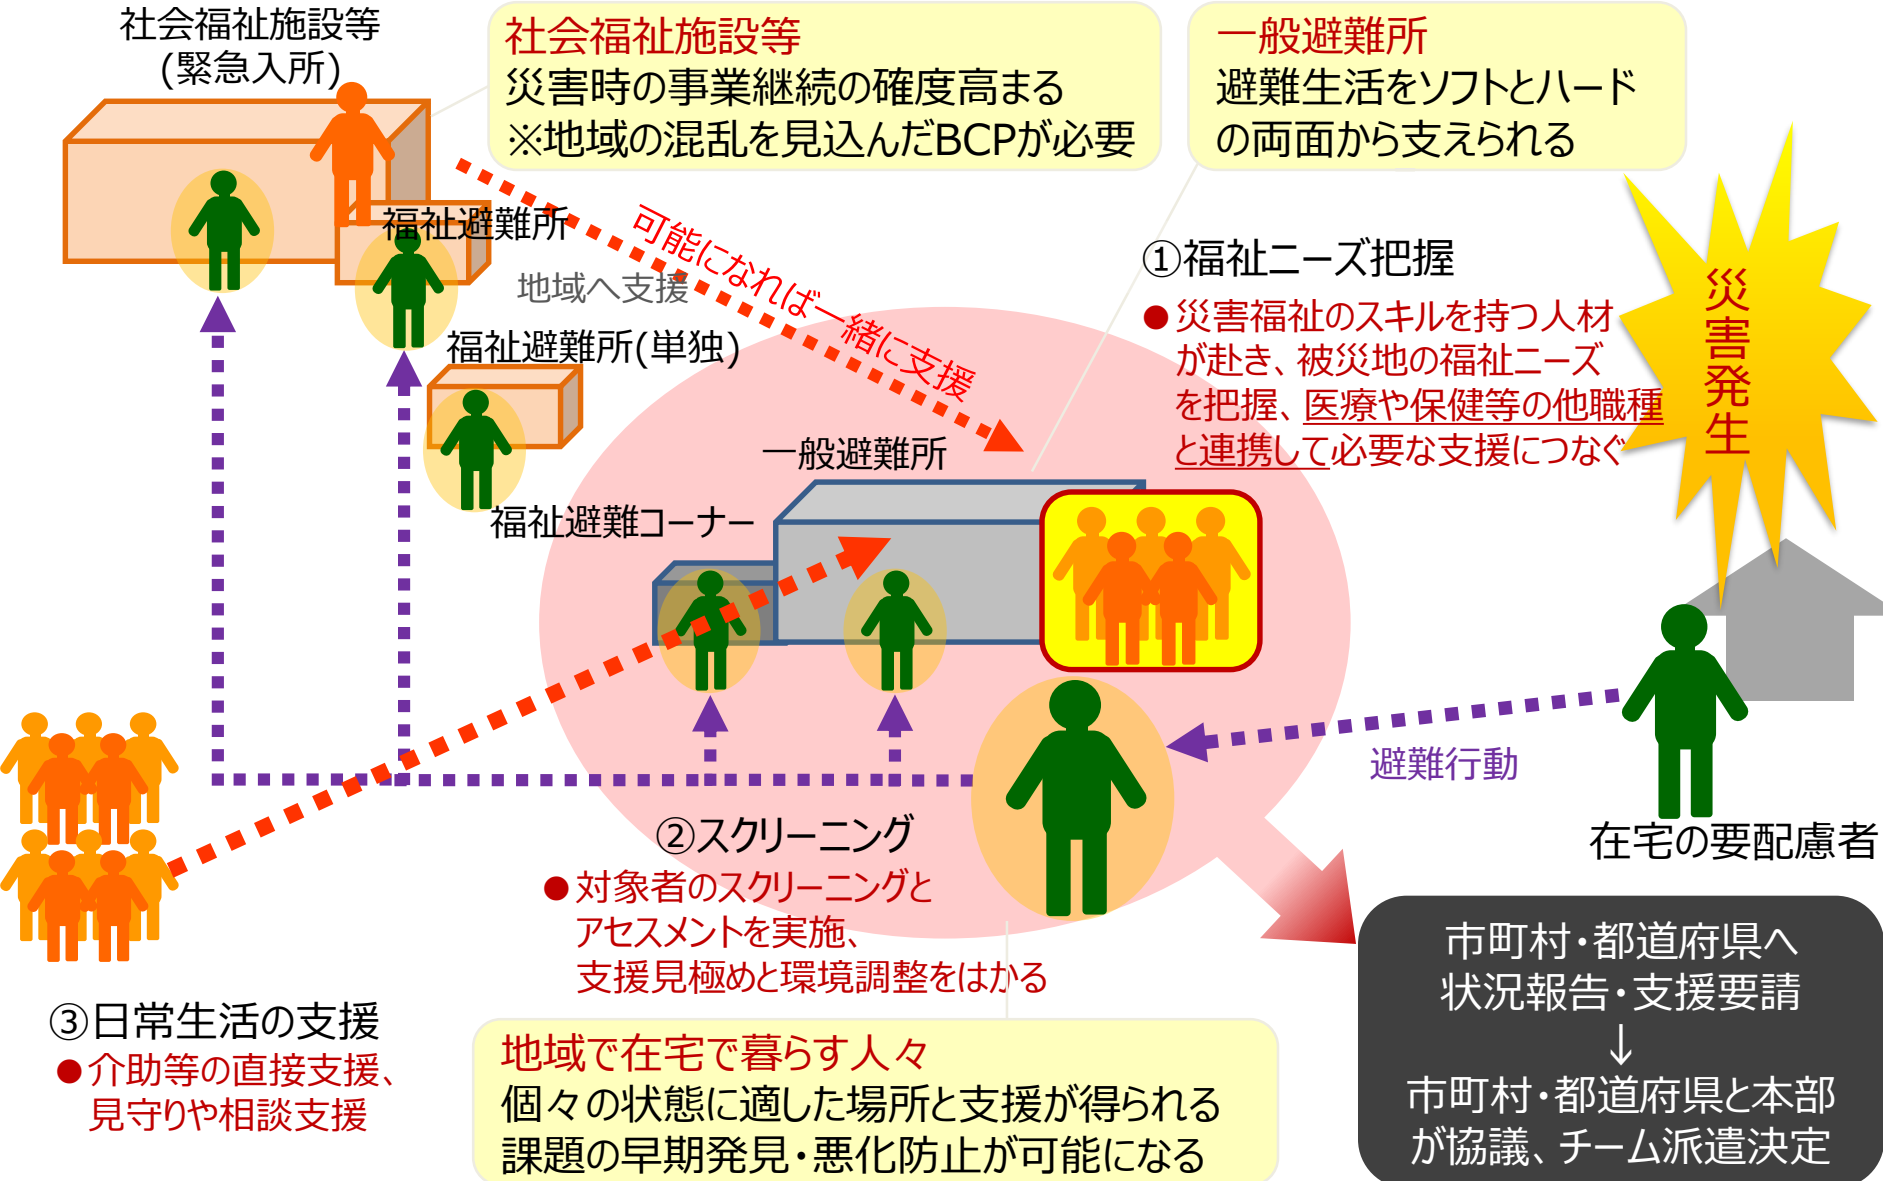 社会福祉施設等
(緊急入所)
社会福祉施設等
災害時の事業継続の確度高まる
※地域の混乱を見込んだBCPが必要
一般避難所
避難生活をソフトとハード
の両面から支えられる
福祉避難所
地域へ支援
可能になれば一緒に支援
福祉避難所(単独)
①福祉ニーズ把握
●災害福祉のスキルを持つ人材
が赴き、被災地の福祉ニーズ
を把握、医療や保健等の他職種
と連携して必要な支援につなぐ
災害発生
一般避難所
福祉避難コーナー
避難行動
在宅の要配慮者
②スクリーニング
●対象者のスクリーニングと
アセスメントを実施、
支援見極めと環境調整をはかる
③日常生活の支援
●介助等の直接支援、
見守りや相談支援
地域で在宅で暮らす人々
個々の状態に適した場所と支援が得られる
課題の早期発見・悪化防止が可能になる
市町村・都道府県へ
状況報告・支援要請
↓
市町村・都道府県と本部
が協議、チーム派遣決定